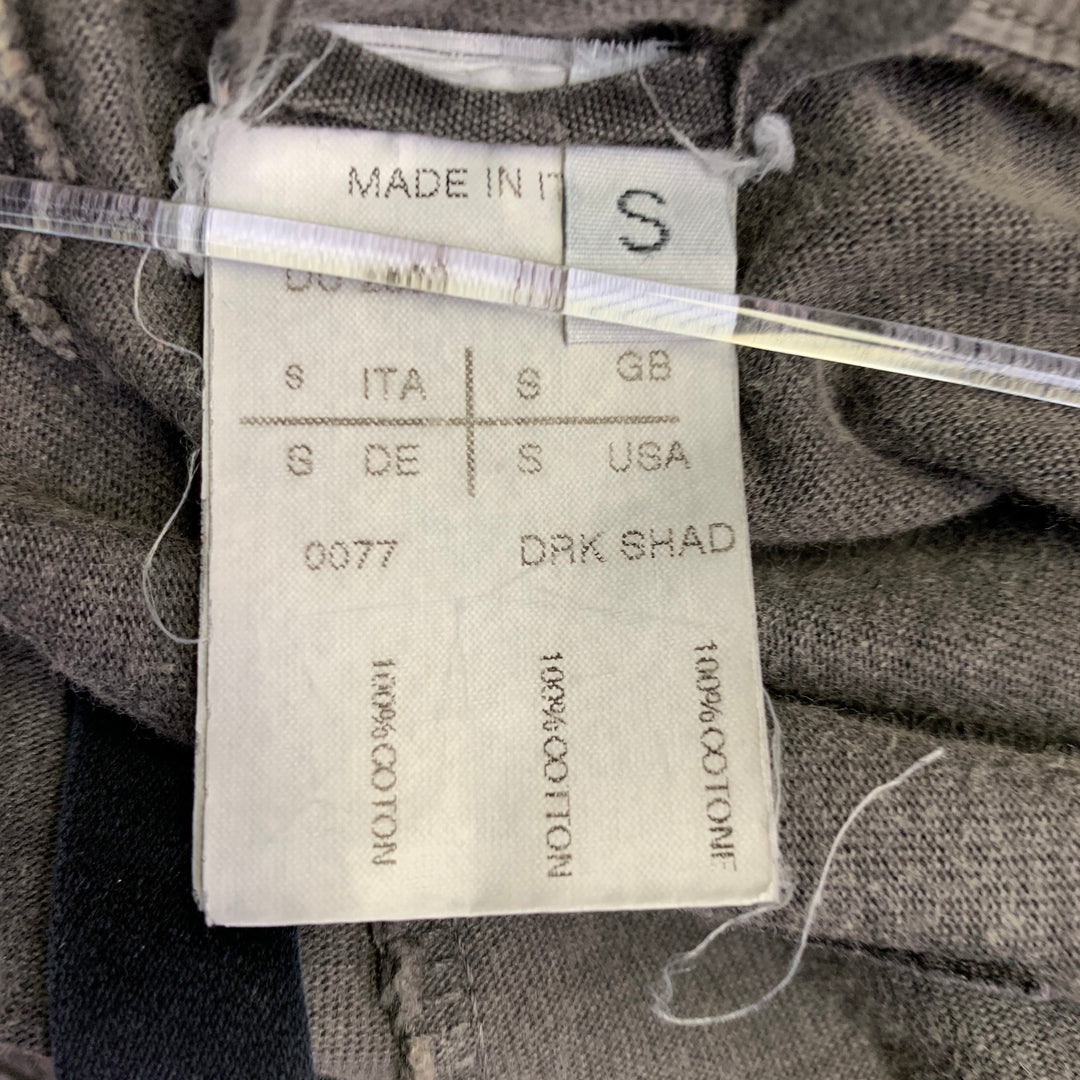 MADE IN IT
S
S ITA S GB
S DE S USA
0077 DRK SHAD
100%COTON
100%COTTON
100%COTONE